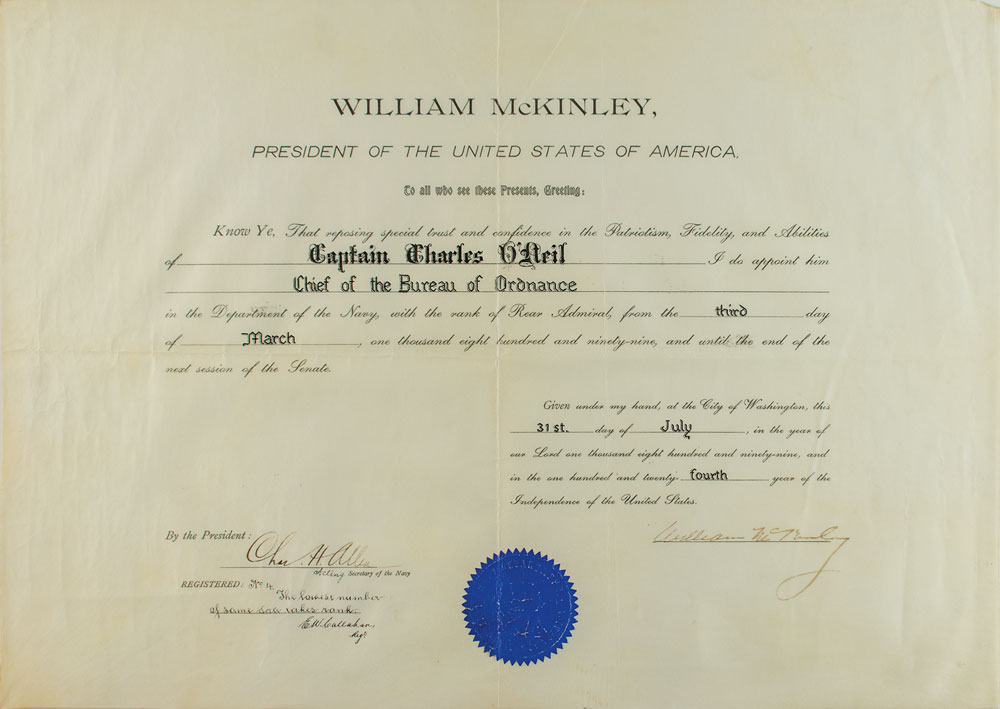 WILLIAM McKINLEY,
PRESIDENT OF THE UNITED STATES OF AMERICA.
To all who see these Presents, Greeting:
Know Ye, That reposing special trust and confidence in the Patriotism, Fidelity, and Abilities
of Captain Charles O'Neil I do appoint him
Chief of the Bureau of Ordnance
in the Department of the Navy, with the rank of Rear Admiral, from the third day
of March, one thousand eight hundred and ninety-nine, and until the end of the
next session of the Senate.
Given under my hand, at the City of Washington, this
31st. day of July, in the year of
our Lord one thousand eight hundred and ninety-nine, and
in the one hundred and twenty-fourth year of the
Independence of the United States.
William McKinley
By the President:
Chas. H. Allen
Acting Secretary of the Navy
REGISTERED: No 4.
The lowest number
of same date takes rank.
E.W. Callahan,
Regr.